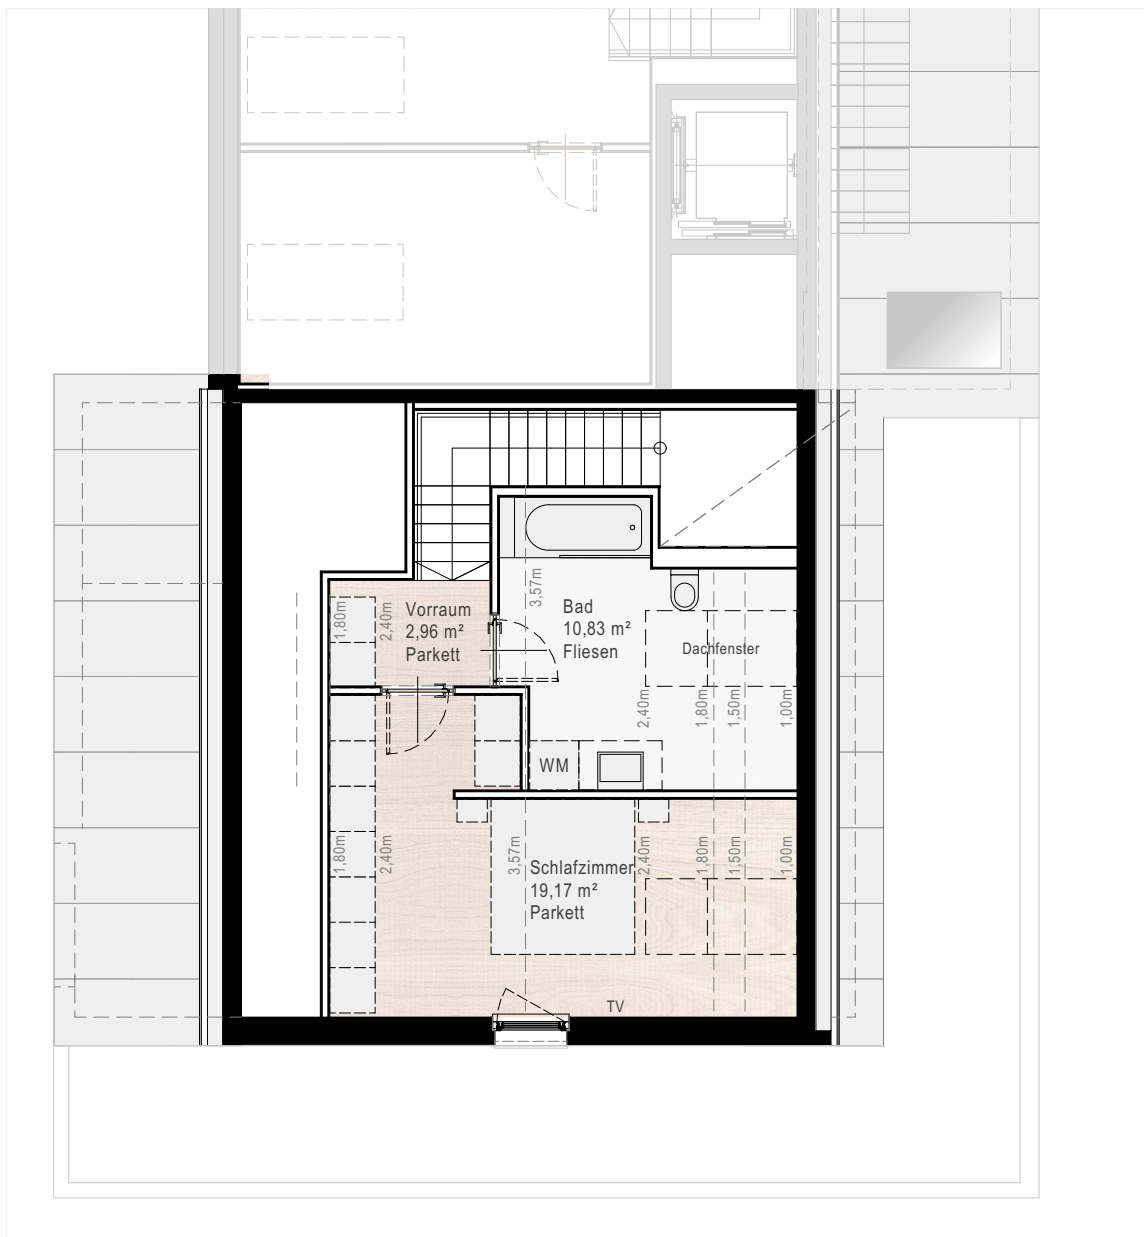 1,80m
2,40m
Vorraum
2,96 m²
Parkett
3,57m
Bad
10,83 m²
Fliesen
Dachfenster
2,40m
1,80m
1,50m
1,00m
WM
1,80m
2,40m
3,57m
Schlafzimmer
19,17 m²
Parkett
2,40m
1,80m
1,50m
1,00m
TV